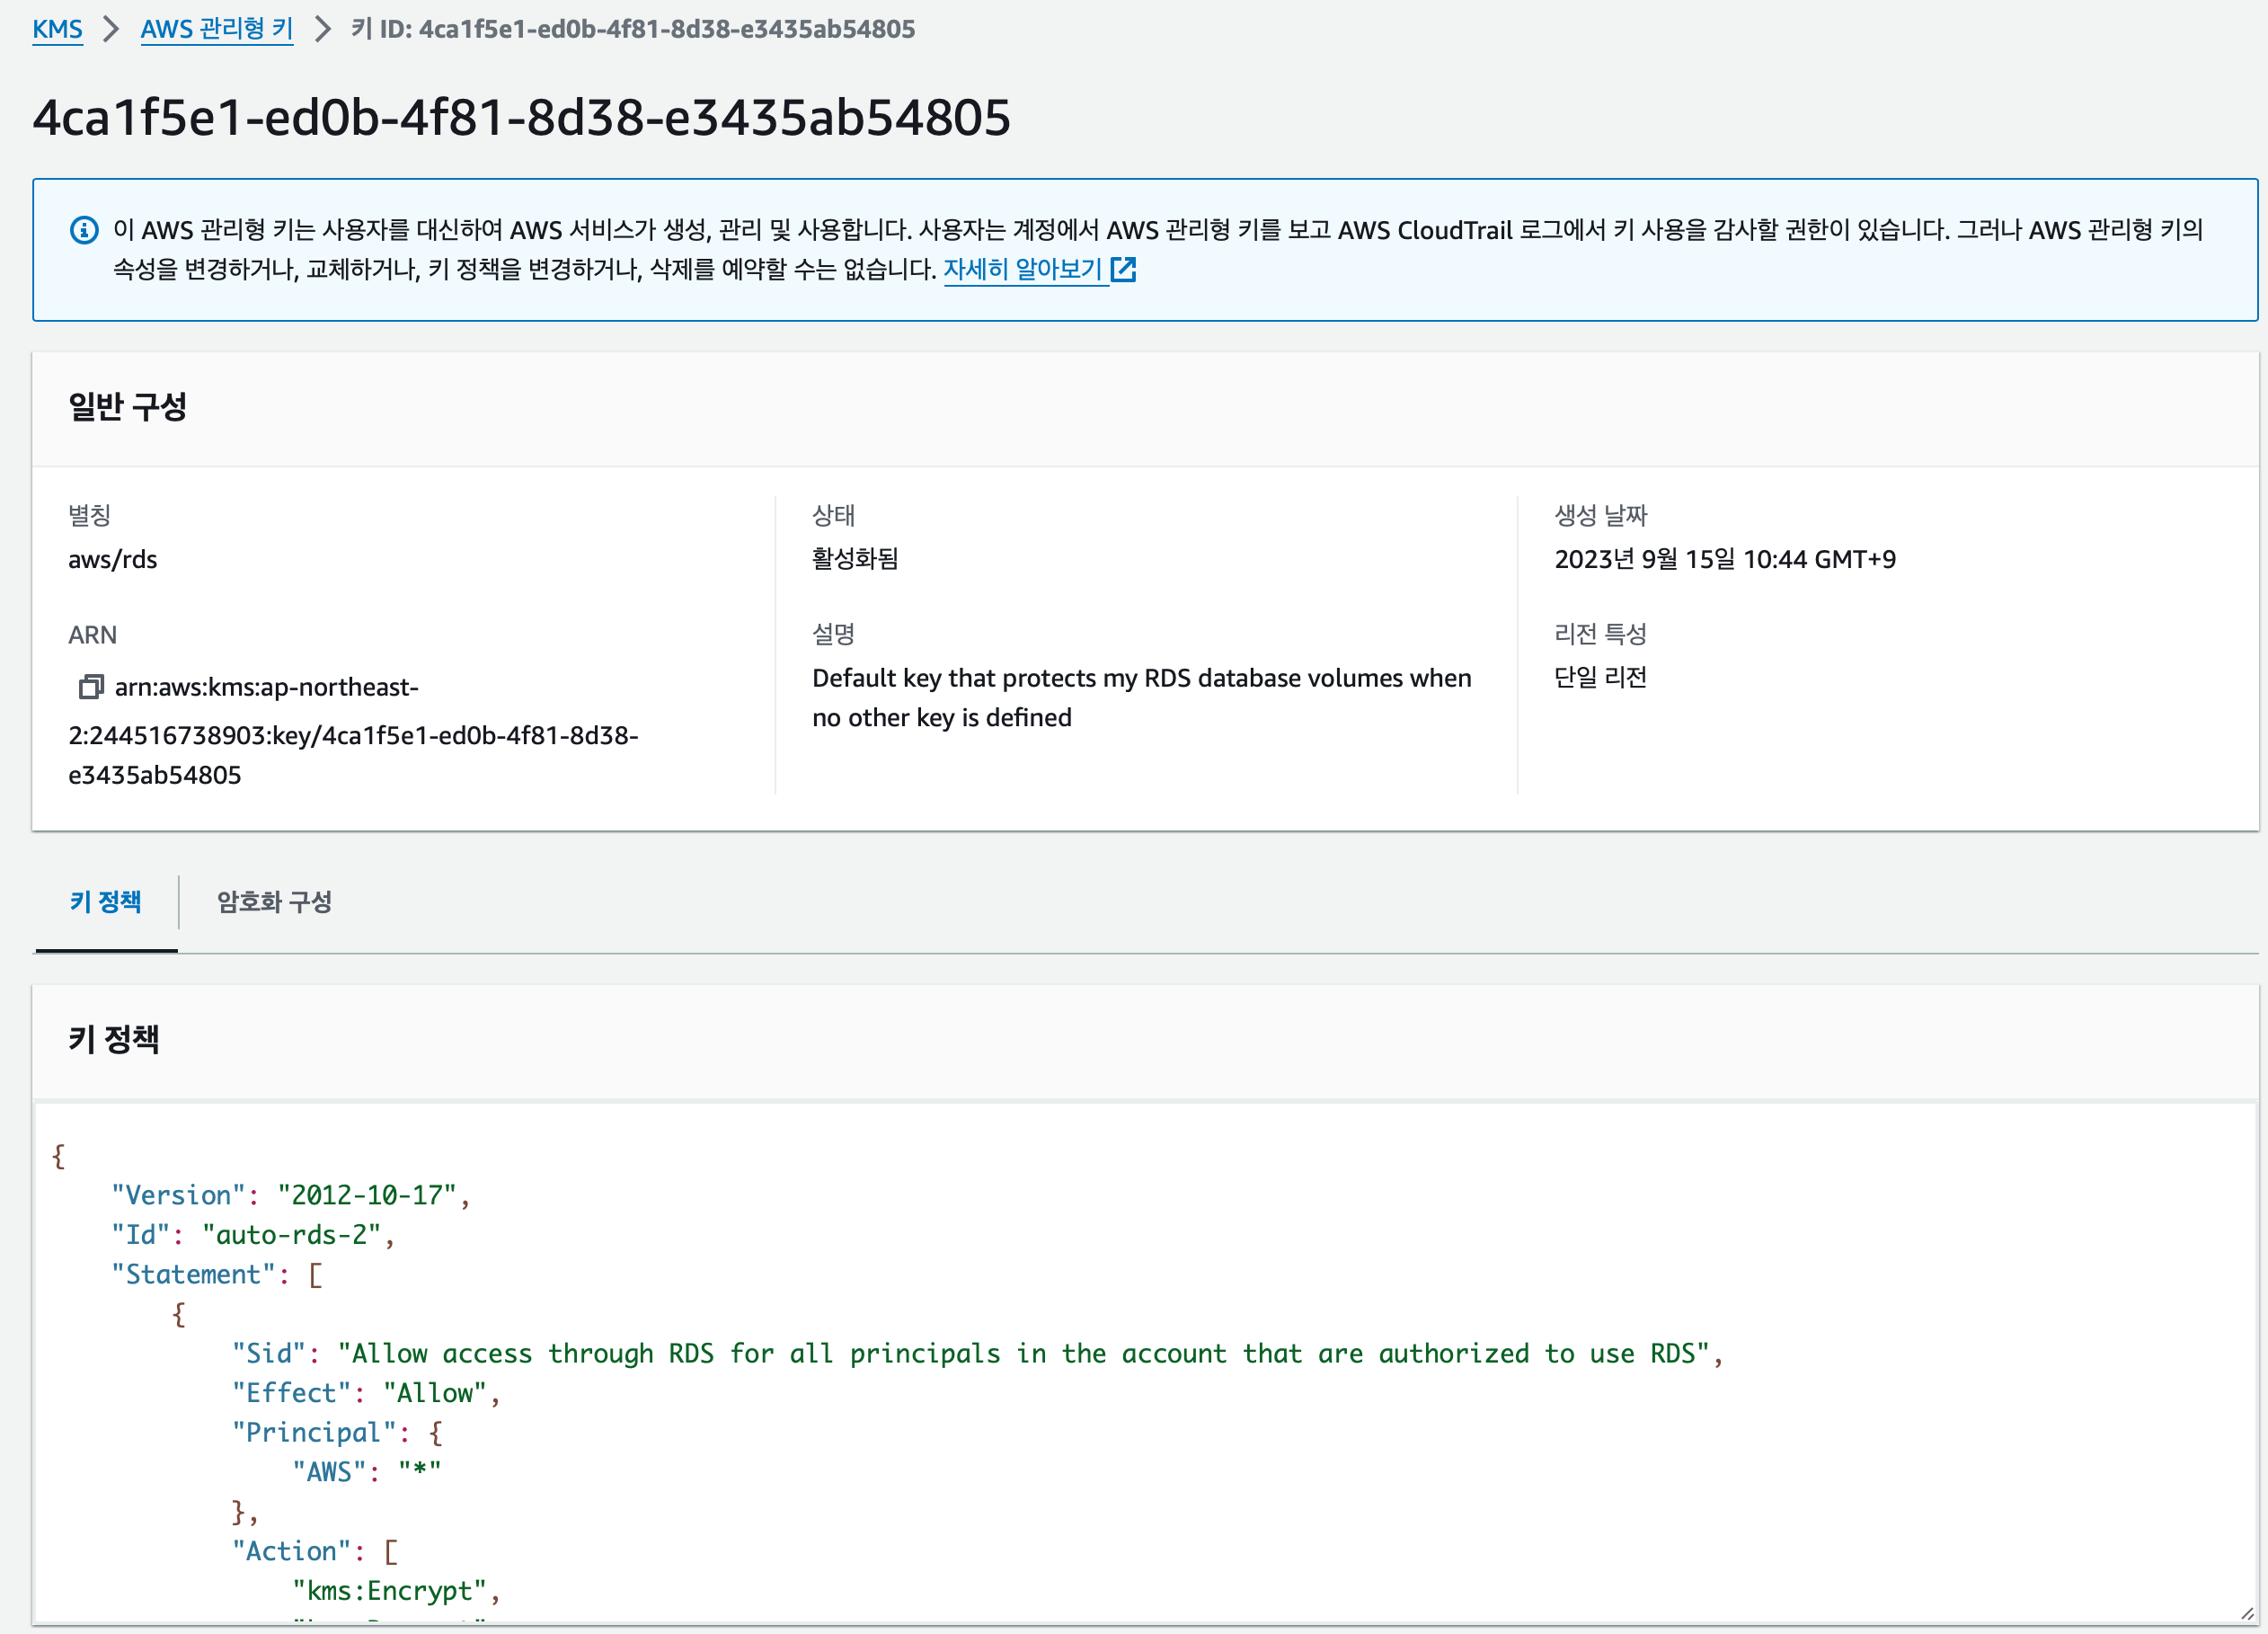 KMS > AWS 관리형 키 > 키 ID: 4ca1f5e1-ed0b-4f81-8d38-e3435ab54805
4ca1f5e1-ed0b-4f81-8d38-e3435ab54805
이 AWS 관리형 키는 사용자를 대신하여 AWS 서비스가 생성, 관리 및 사용합니다. 사용자는 계정에서 AWS 관리형 키를 보고 AWS CloudTrail 로그에서 키 사용을 감사할 권한이 있습니다. 그러나 AWS 관리형 키의
속성을 변경하거나, 교체하거나, 키 정책을 변경하거나, 삭제를 예약할 수는 없습니다. 자세히 알아보기
일반 구성
별칭
aws/rds
ARN
arn:aws:kms:ap-northeast-
2:244516738903:key/4ca1f5e1-ed0b-4f81-8d38-
e3435ab54805
상태
활성화됨
설명
Default key that protects my RDS database volumes when
no other key is defined
생성 날짜
2023년 9월 15일 10:44 GMT+9
리전 특성
단일 리전
키 정책 암호화 구성
키 정책
{
"Version": "2012-10-17",
"Id": "auto-rds-2",
"Statement": [
{
"Sid": "Allow access through RDS for all principals in the account that are authorized to use RDS",
"Effect": "Allow",
"Principal": {
"AWS": "*"
},
"Action": [
"kms:Encrypt",